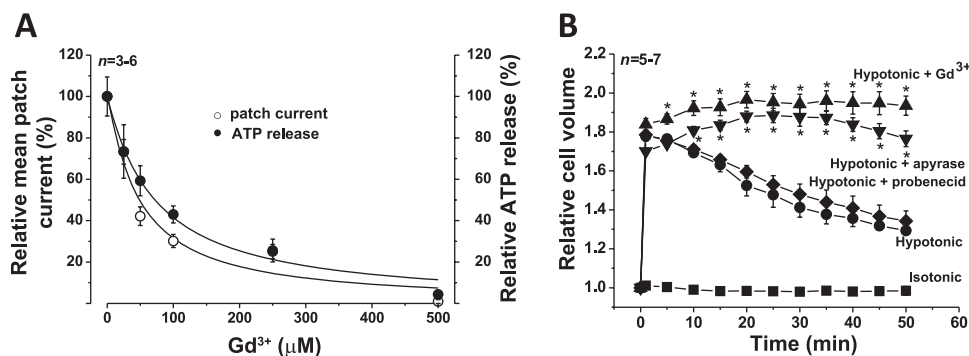 A
Relative mean patch
current (%)
120
100
80
60
40
20
0
n=3-6
patch current
ATP release
120
100
80
60
40
20
0
Relative ATP release (%)
0
100
200
300
400
500
Gd³⁺ (μM)
B
Relative cell volume
2.2
2.0
1.8
1.6
1.4
1.2
1.0
n=5-7
Hypotonic + Gd³⁺
* * * * * * * * * *
* * * * * * * * *
Hypotonic + apyrase
Hypotonic + probenecid
Hypotonic
Isotonic
0
10
20
30
40
50
60
Time (min)